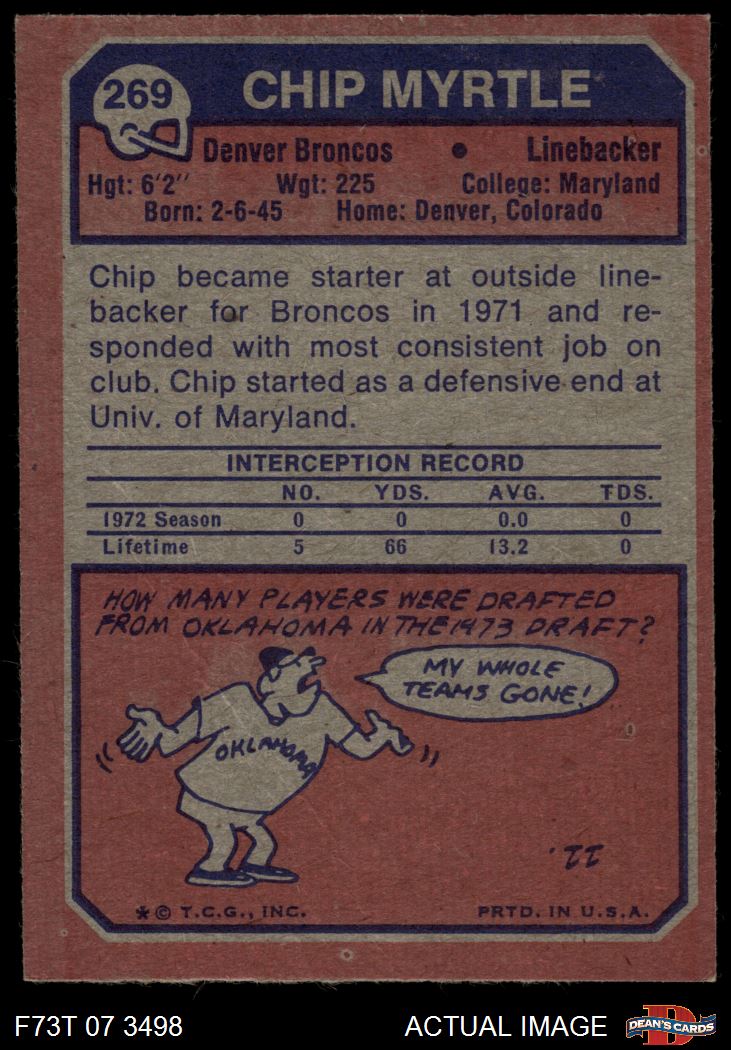 269
CHIP MYRTLE
Denver Broncos • Linebacker
Hgt: 6'2" Wgt: 225 College: Maryland
Born: 2-6-45 Home: Denver, Colorado
Chip became starter at outside line-
backer for Broncos in 1971 and re-
sponded with most consistent job on
club. Chip started as a defensive end at
Univ. of Maryland.
INTERCEPTION RECORD
NO. YDS. AVG. TDS.
1972 Season 0 0 0.0 0
Lifetime 5 66 13.2 0
HOW MANY PLAYERS WERE DRAFTED
FROM OKLAHOMA IN THE 1973 DRAFT?
MY WHOLE
TEAMS GONE!
OKLAHOMA
* © T.C.G., INC. PRTD. IN U.S.A.
F73T 07 3498 ACTUAL IMAGE
DEAN'S CARDS